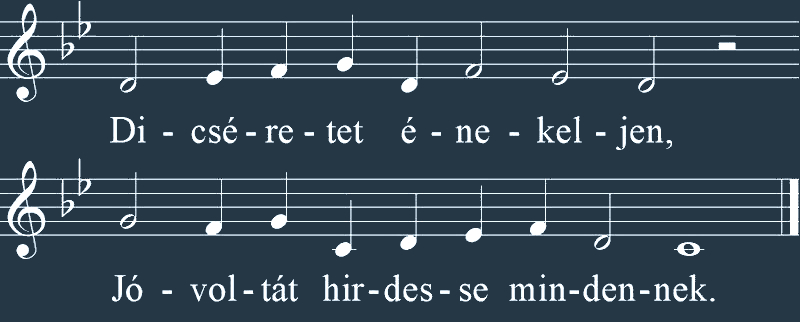 Di - csé - re - tet é - ne - kel - jen,
Jó - vol - tát hir - des - se min - den - nek.